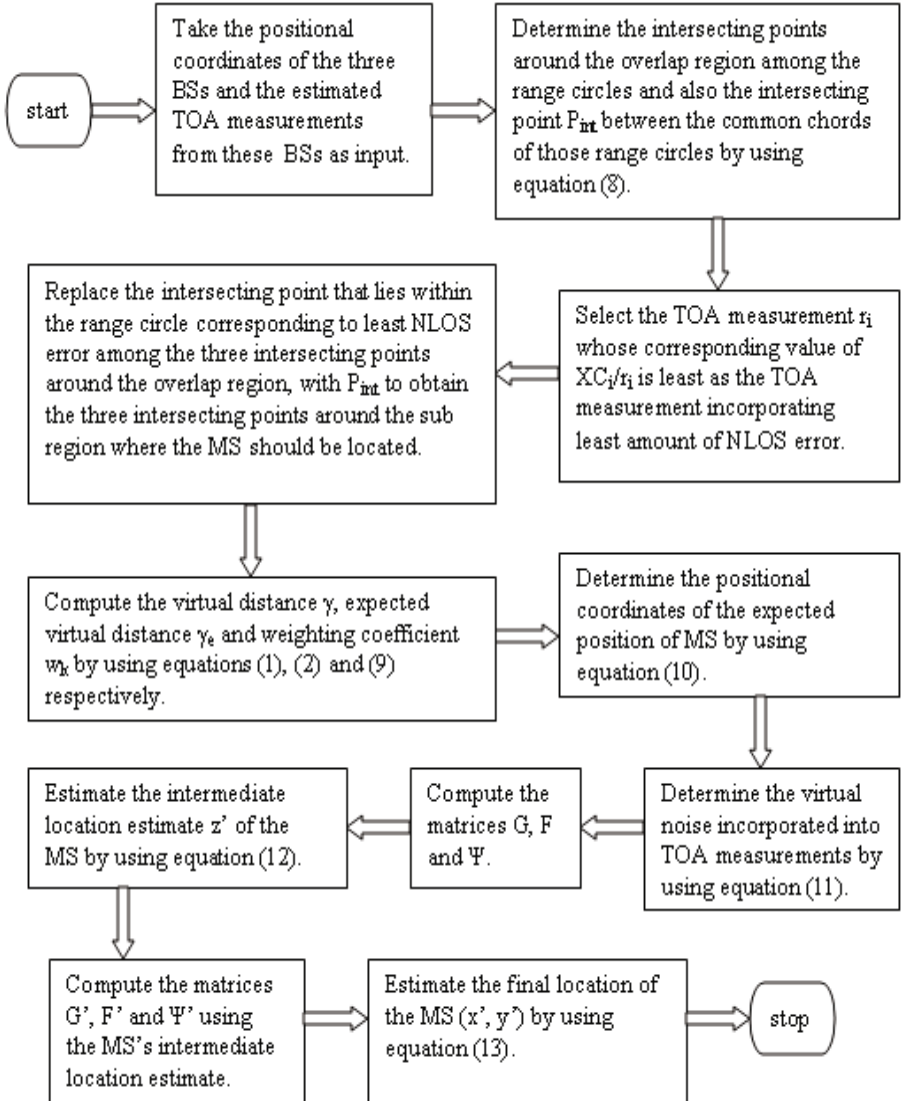 start
Take the positional
coordinates of the three
BSs and the estimated
TOA measurements
from these BSs as input.
Determine the intersecting points
around the overlap region among the
range circles and also the intersecting
point Pint between the common chords
of those range circles by using
equation (8).
Select the TOA measurement ri
whose corresponding value of
XCi/ri is least as the TOA
measurement incorporating
least amount of NLOS error.
Replace the intersecting point that lies within
the range circle corresponding to least NLOS
error among the three intersecting points
around the overlap region, with Pint to obtain
the three intersecting points around the sub
region where the MS should be located.
Compute the virtual distance γ, expected
virtual distance γe and weighting coefficient
wk by using equations (1), (2) and (9)
respectively.
Determine the positional
coordinates of the expected
position of MS by using
equation (10).
Determine the virtual
noise incorporated into
TOA measurements by
using equation (11).
Compute the
matrices G, F
and Ψ.
Estimate the intermediate
location estimate z’ of the
MS by using equation (12).
Compute the matrices
G’, F’ and Ψ’ using
the MS’s intermediate
location estimate.
Estimate the final location of
the MS (x’, y’) by using
equation (13).
stop